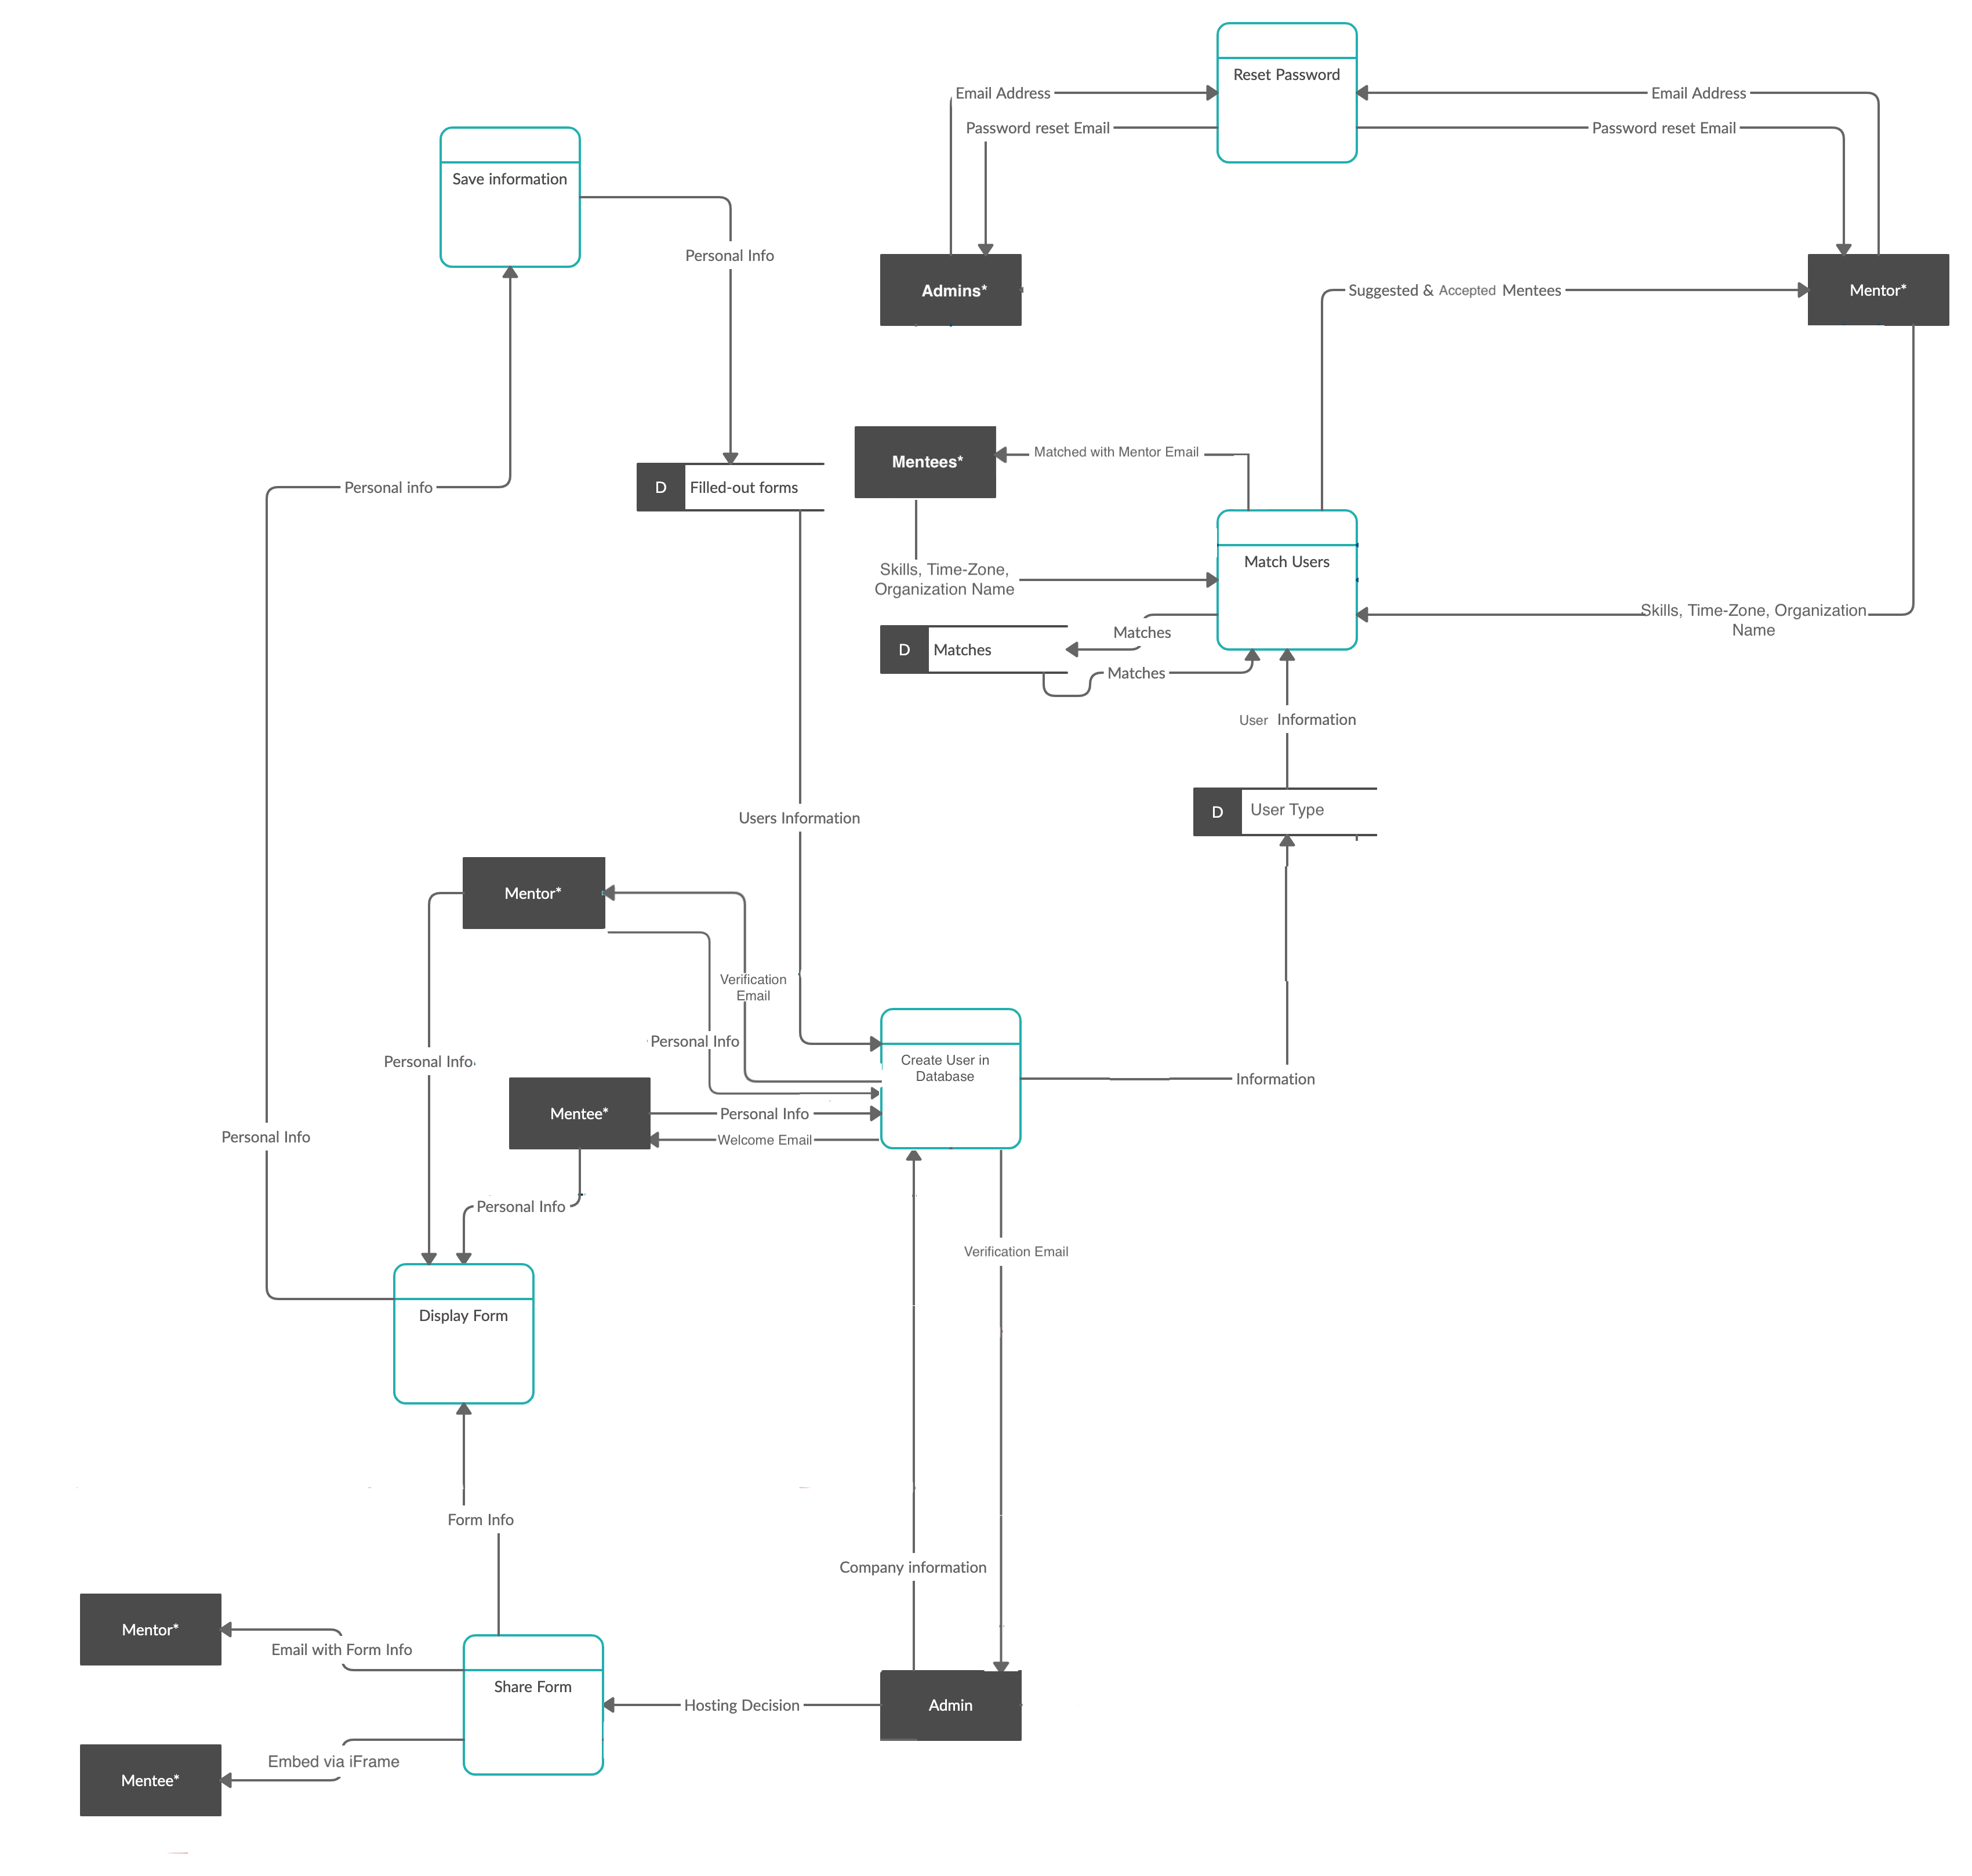 Reset Password
Email Address
Email Address
Password reset Email
Password reset Email
Save information
Personal Info
Admins*
Suggested & Accepted Mentees
Mentor*
Mentees*
Matched with Mentor Email
Personal info
D Filled-out forms
Match Users
Skills, Time-Zone,
Organization Name
Skills, Time-Zone, Organization
Name
Matches
D Matches
Matches
User Information
D User Type
Users Information
Mentor*
Verification
Email
Personal Info
Personal Info
Create User in
Database
Information
Mentee*
Personal Info
Welcome Email
Personal Info
Personal Info
Verification Email
Display Form
Form Info
Company information
Mentor*
Email with Form Info
Share Form
Hosting Decision
Admin
Embed via iFrame
Mentee*